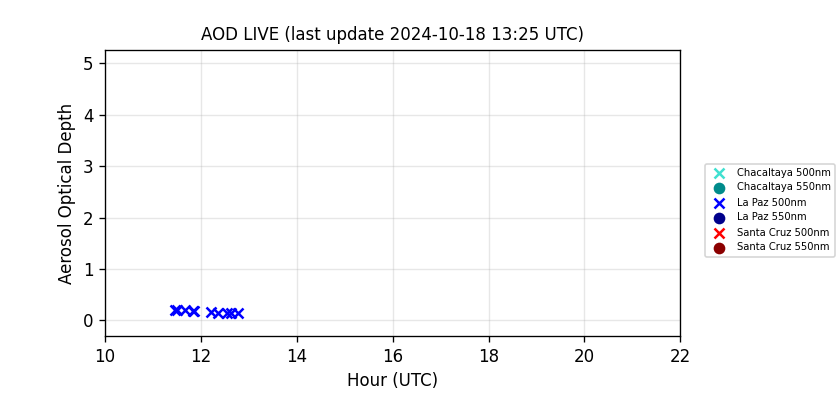 AOD LIVE (last update 2024-10-18 13:25 UTC)
5
4
3
2
1
0
Aerosol Optical Depth
10 12 14 16 18 20 22
Hour (UTC)
Chacaltaya 500nm
Chacaltaya 550nm
La Paz 500nm
La Paz 550nm
Santa Cruz 500nm
Santa Cruz 550nm